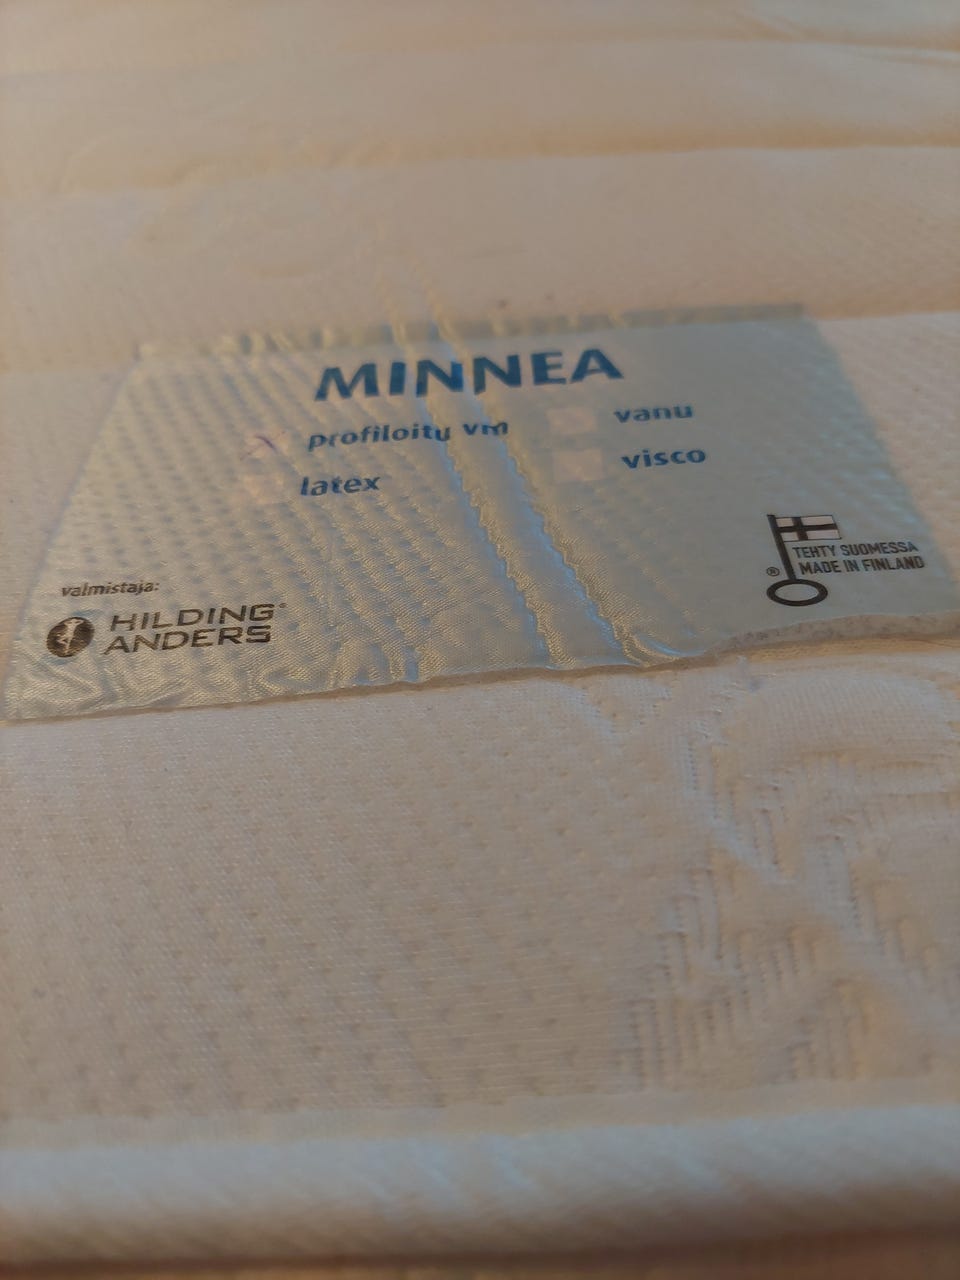 MINNEA
profiloitu vm
vanu
latex
visco
valmistaja:
HILDING®
ANDERS
TEHTY SUOMESSA
® MADE IN FINLAND